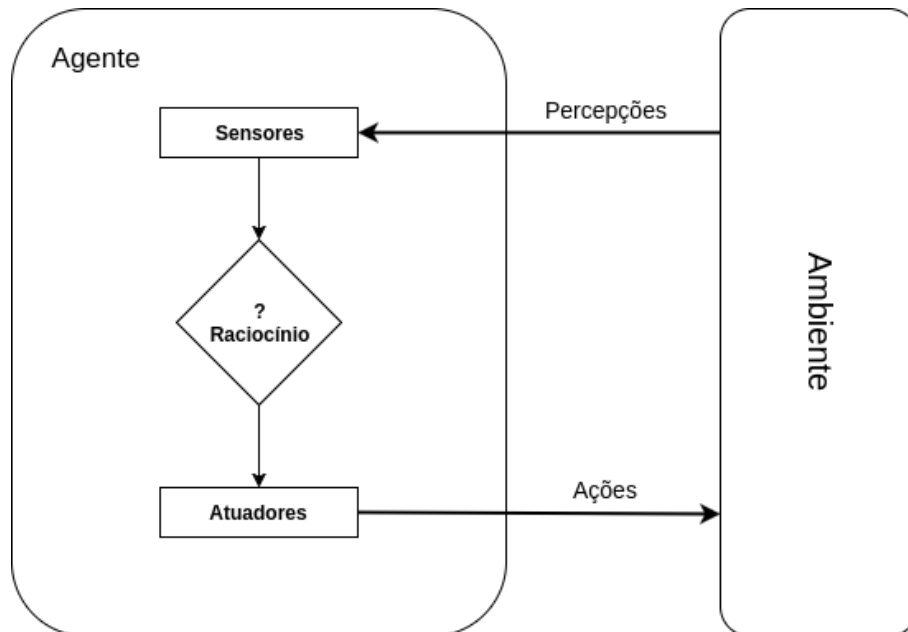 Agente
Percepções
Sensores
?
Raciocínio
Ambiente
Ações
Atuadores